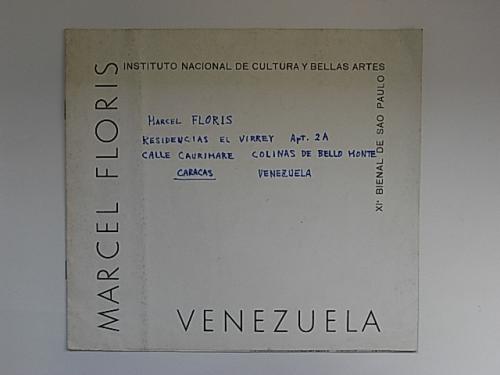 INSTITUTO NACIONAL DE CULTURA Y BELLAS ARTES
MARCEL FLORIS
XIª BIENAL DE SAO PAULO
MARCEL FLORIS
RESIDENCIAS EL VIRREY APT. 2A
CALLE CAURIMARE COLINAS DE BELLO MONTE
CARACAS VENEZUELA
VENEZUELA